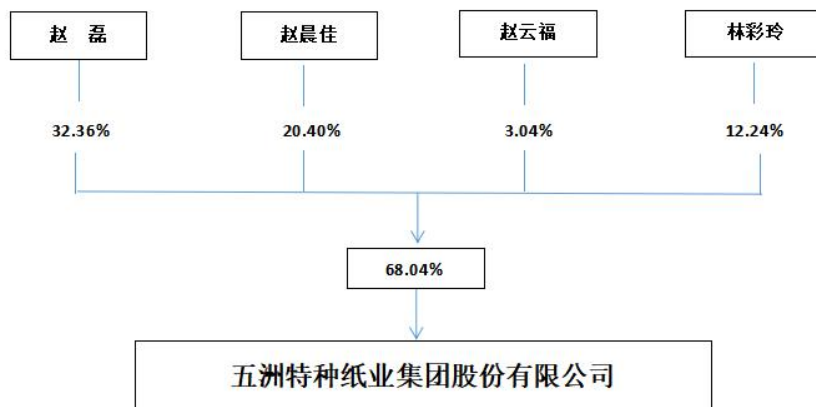 赵 磊
赵晨佳
赵云福
林彩玲
32.36%
20.40%
3.04%
12.24%
68.04%
五洲特种纸业集团股份有限公司